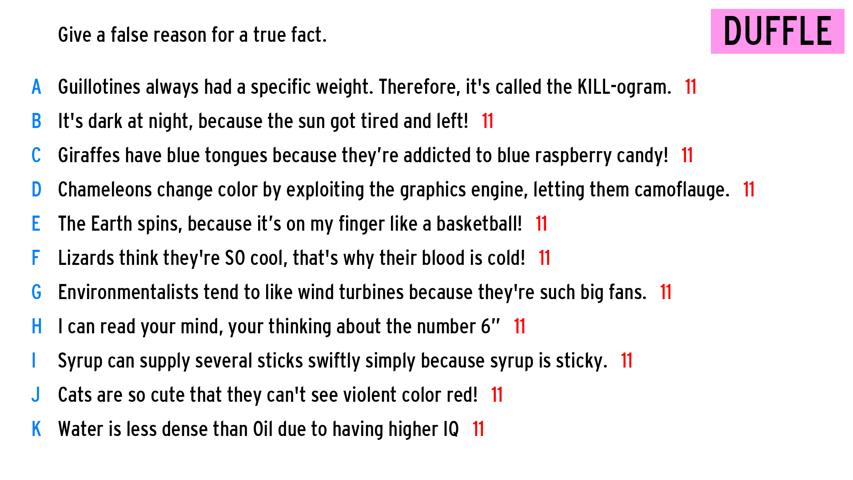 Give a false reason for a true fact.
DUFFLE
A Guillotines always had a specific weight. Therefore, it's called the KILL-ogram. 11
B It's dark at night, because the sun got tired and left! 11
C Giraffes have blue tongues because they’re addicted to blue raspberry candy! 11
D Chameleons change color by exploiting the graphics engine, letting them camoflauge. 11
E The Earth spins, because it’s on my finger like a basketball! 11
F Lizards think they're SO cool, that's why their blood is cold! 11
G Environmentalists tend to like wind turbines because they're such big fans. 11
H I can read your mind, your thinking about the number 6” 11
I Syrup can supply several sticks swiftly simply because syrup is sticky. 11
J Cats are so cute that they can't see violent color red! 11
K Water is less dense than Oil due to having higher IQ 11